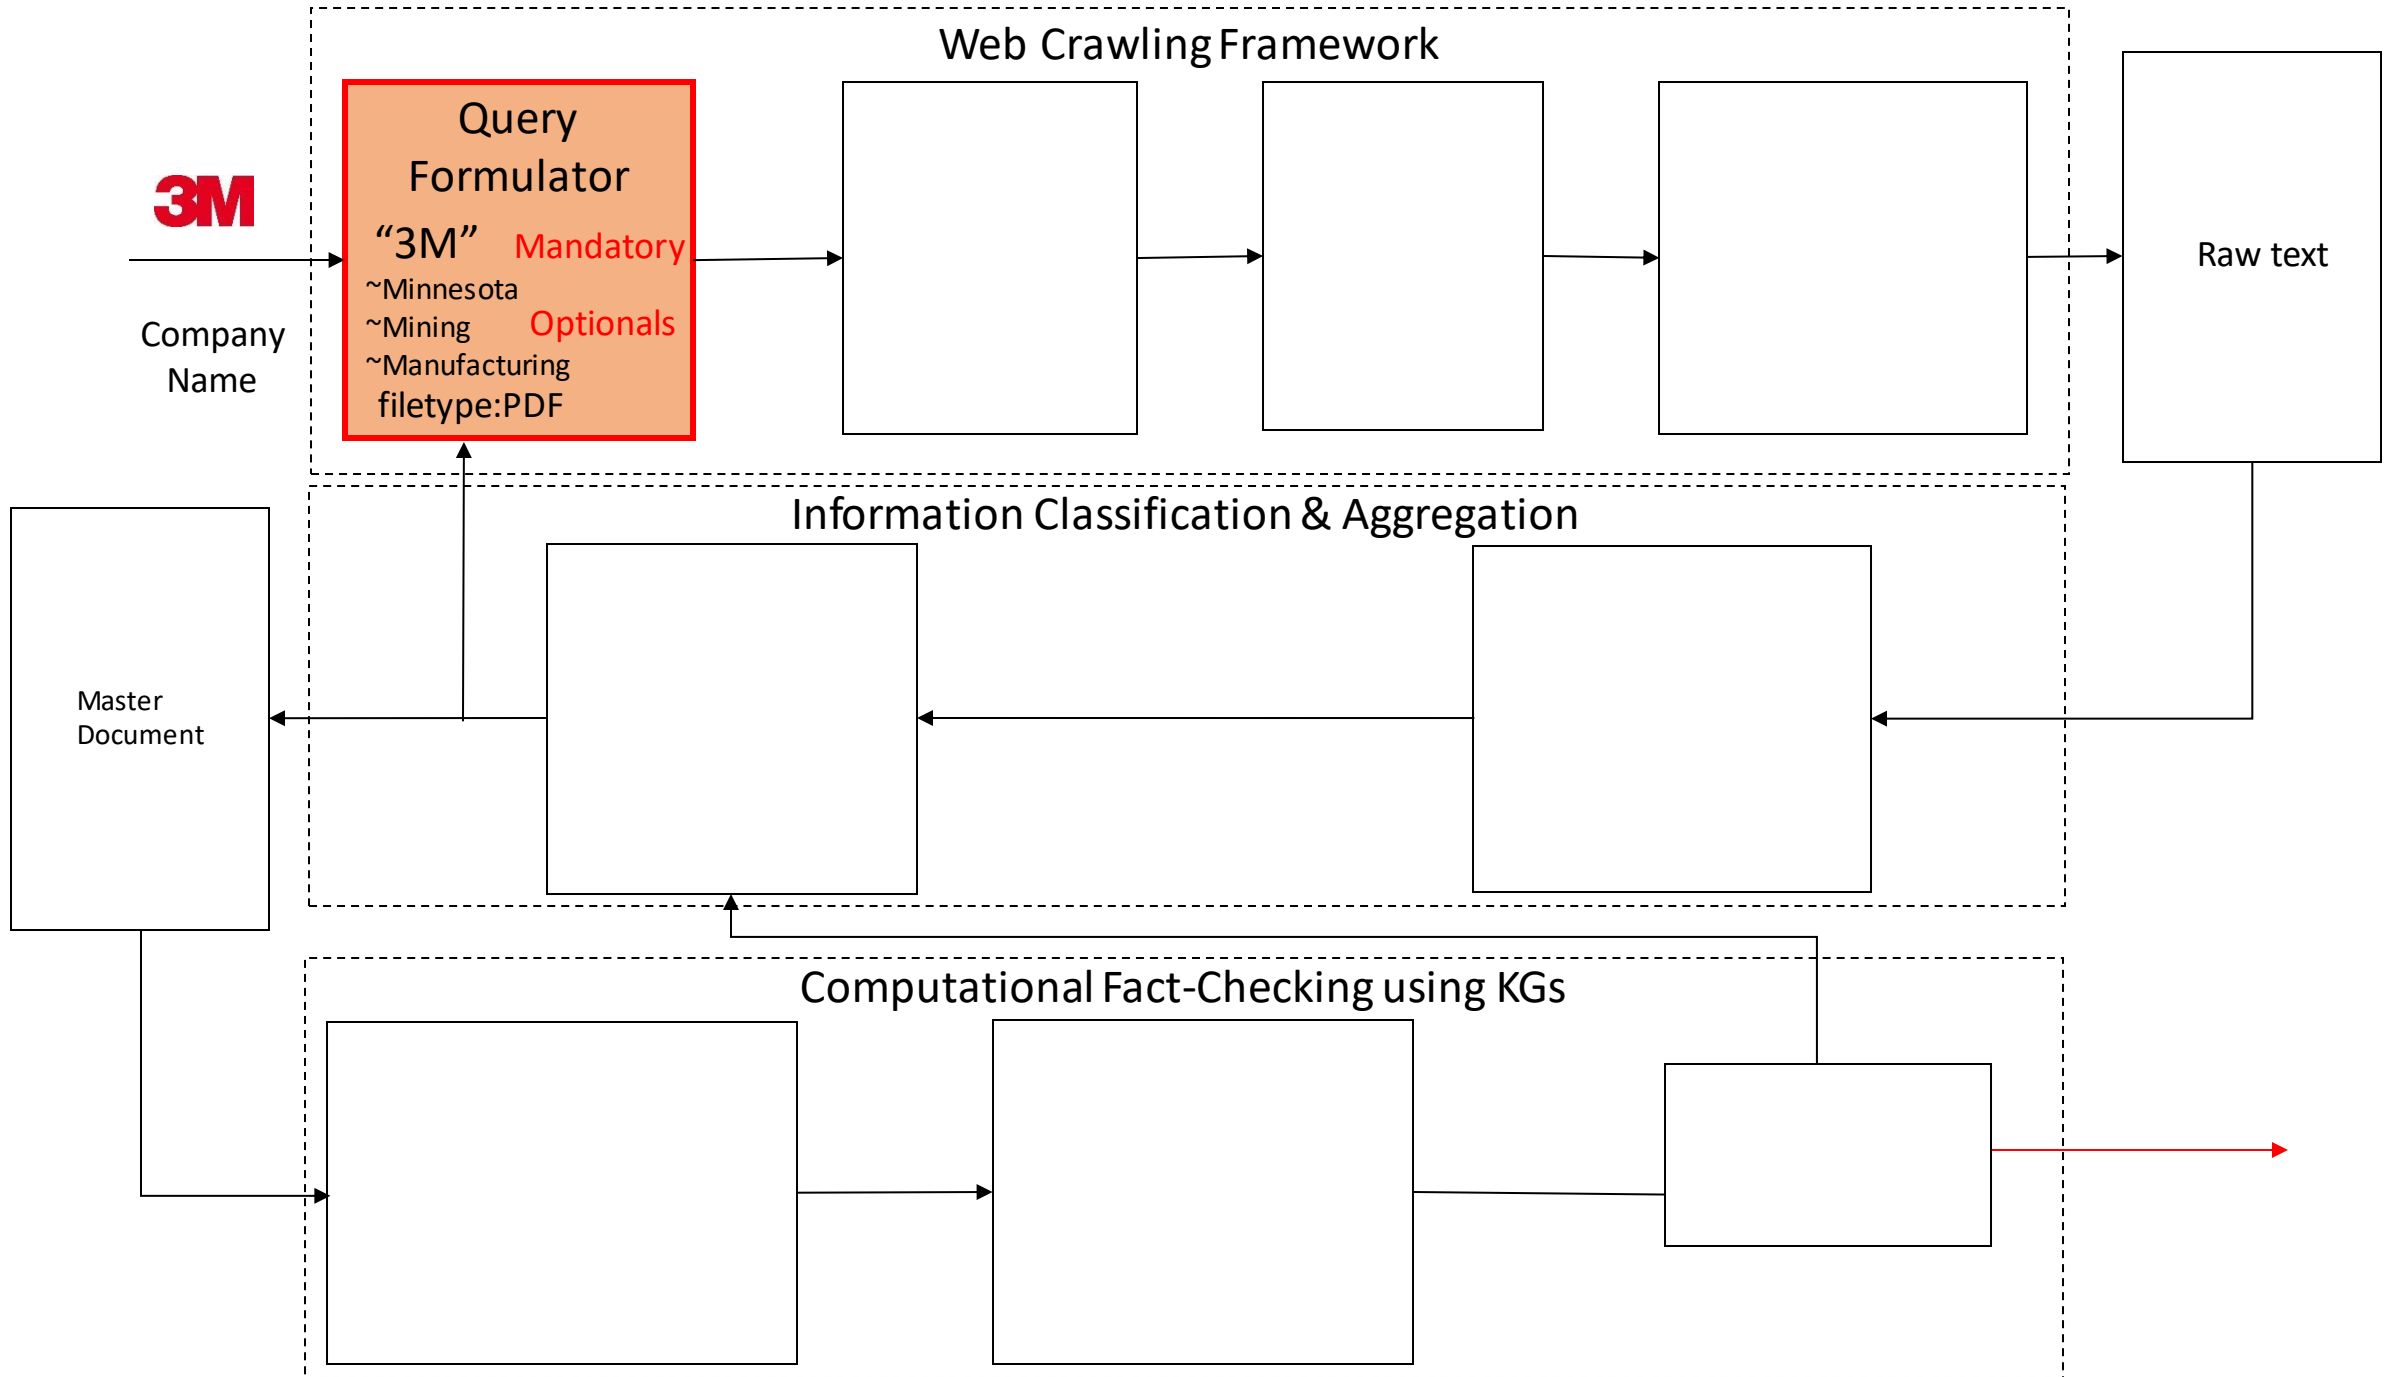 Web Crawling Framework
3M
Company
Name
Query
Formulator
“3M” Mandatory
~Minnesota
~Mining Optionals
~Manufacturing
filetype:PDF
Raw text
Information Classification & Aggregation
Master
Document
Computational Fact-Checking using KGs